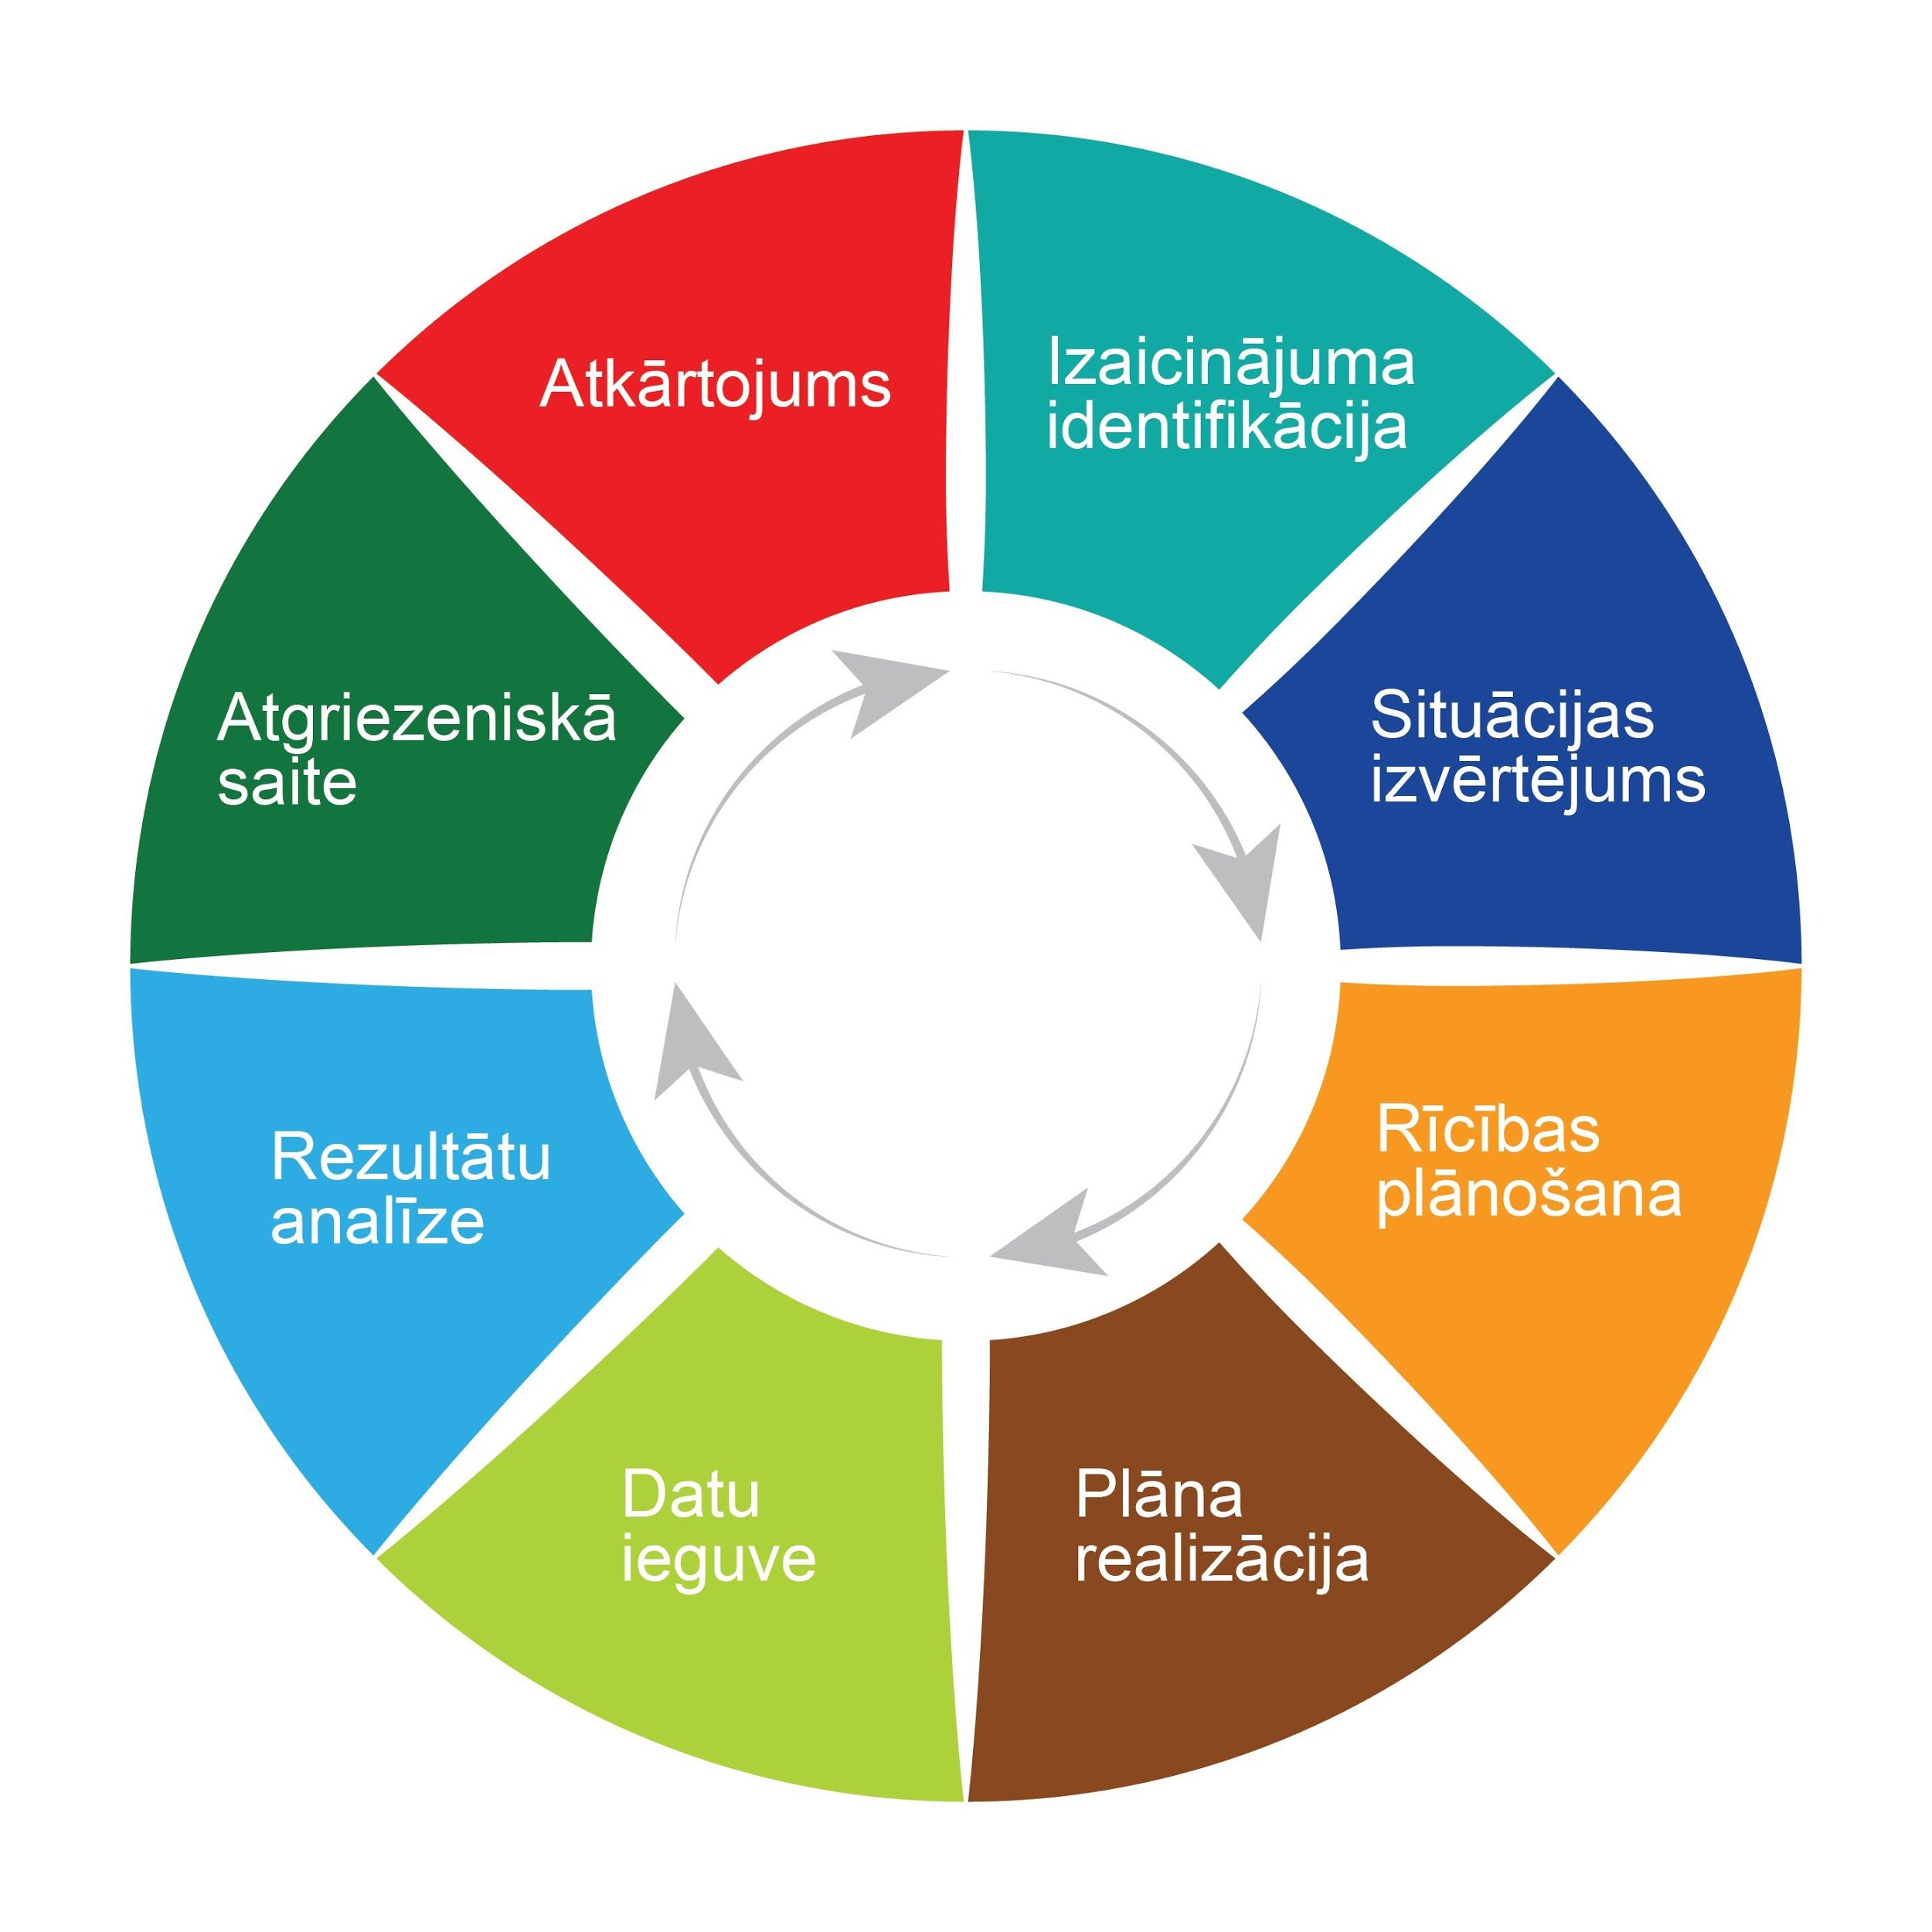 Izaicinājuma
identifikācija
Situācijas
izvērtējums
Rīcības
plānošana
Plāna
realizācija
Datu
ieguve
Rezultātu
analīze
Atgriezeniskā
saite
Atkārtojums